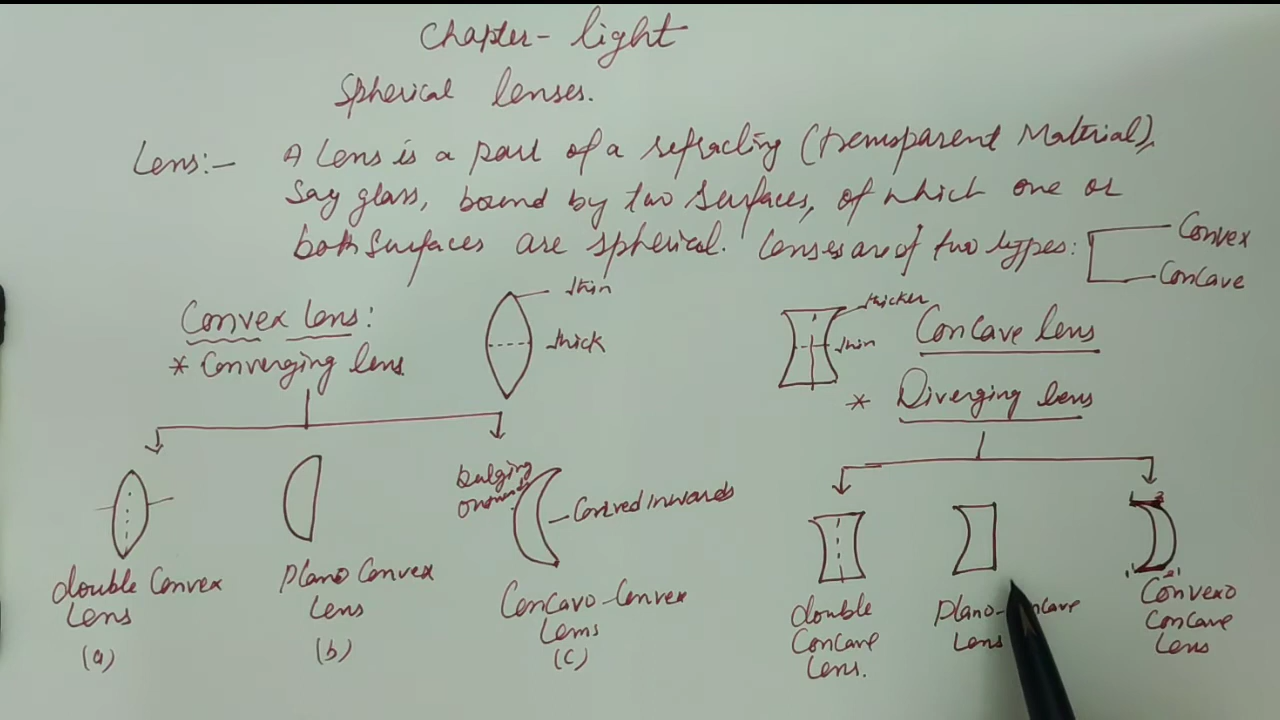 Chapter - light
Spherical lenses.
Lens:- A lens is a part of a refracting (transparent Material),
Say glass, bound by two surfaces, of which one or
both surfaces are spherical. Lenses are of two types:
Convex
Concave
Convex Lens:
* Converging lens
thin
thick
thicker
thin
Concave lens
* Diverging lens
Bulging
Curved inwards
double Convex
Lens
(a)
Plano Convex
Lens
(b)
Concavo-Convex
Lens
(c)
double
Concave
Lens.
Plano-
Lens
Convexo
Concave
Lens